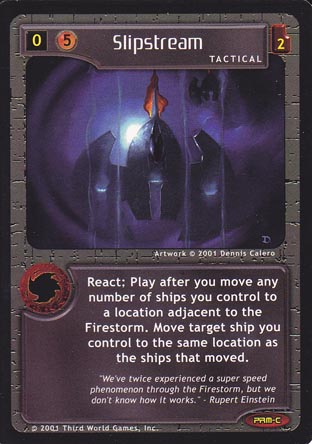 0 5 Slipstream 2
TACTICAL
Artwork © 2001 Dennis Calero
React: Play after you move any
number of ships you control to
a location adjacent to the
Firestorm. Move target ship you
control to the same location as
the ships that moved.
"We've twice experienced a super speed
phenomenon through the Firestorm, but we
don't know how it works." - Rupert Einstein
© 2001 Third World Games, Inc.
PRM-C